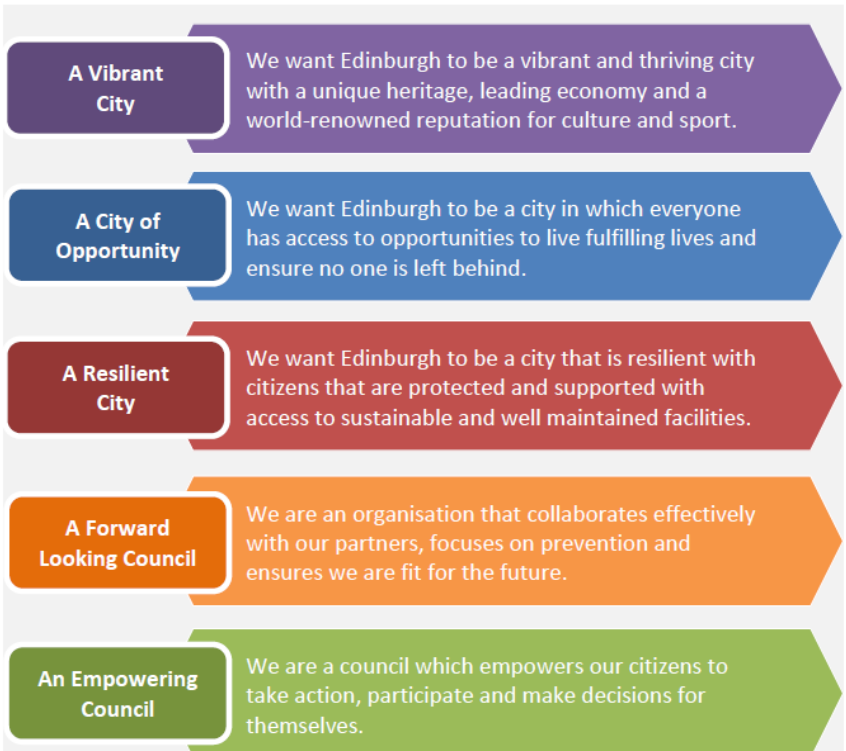 A Vibrant
City
We want Edinburgh to be a vibrant and thriving city
with a unique heritage, leading economy and a
world-renowned reputation for culture and sport.
A City of
Opportunity
We want Edinburgh to be a city in which everyone
has access to opportunities to live fulfilling lives and
ensure no one is left behind.
A Resilient
City
We want Edinburgh to be a city that is resilient with
citizens that are protected and supported with
access to sustainable and well maintained facilities.
A Forward
Looking Council
We are an organisation that collaborates effectively
with our partners, focuses on prevention and
ensures we are fit for the future.
An Empowering
Council
We are a council which empowers our citizens to
take action, participate and make decisions for
themselves.